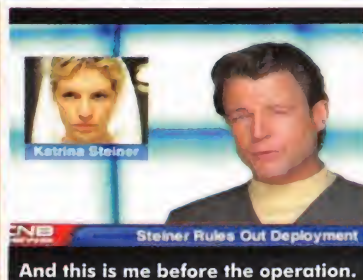 Katrina Steiner
CNB
Steiner Rules Out Deployment
And this is me before the operation.